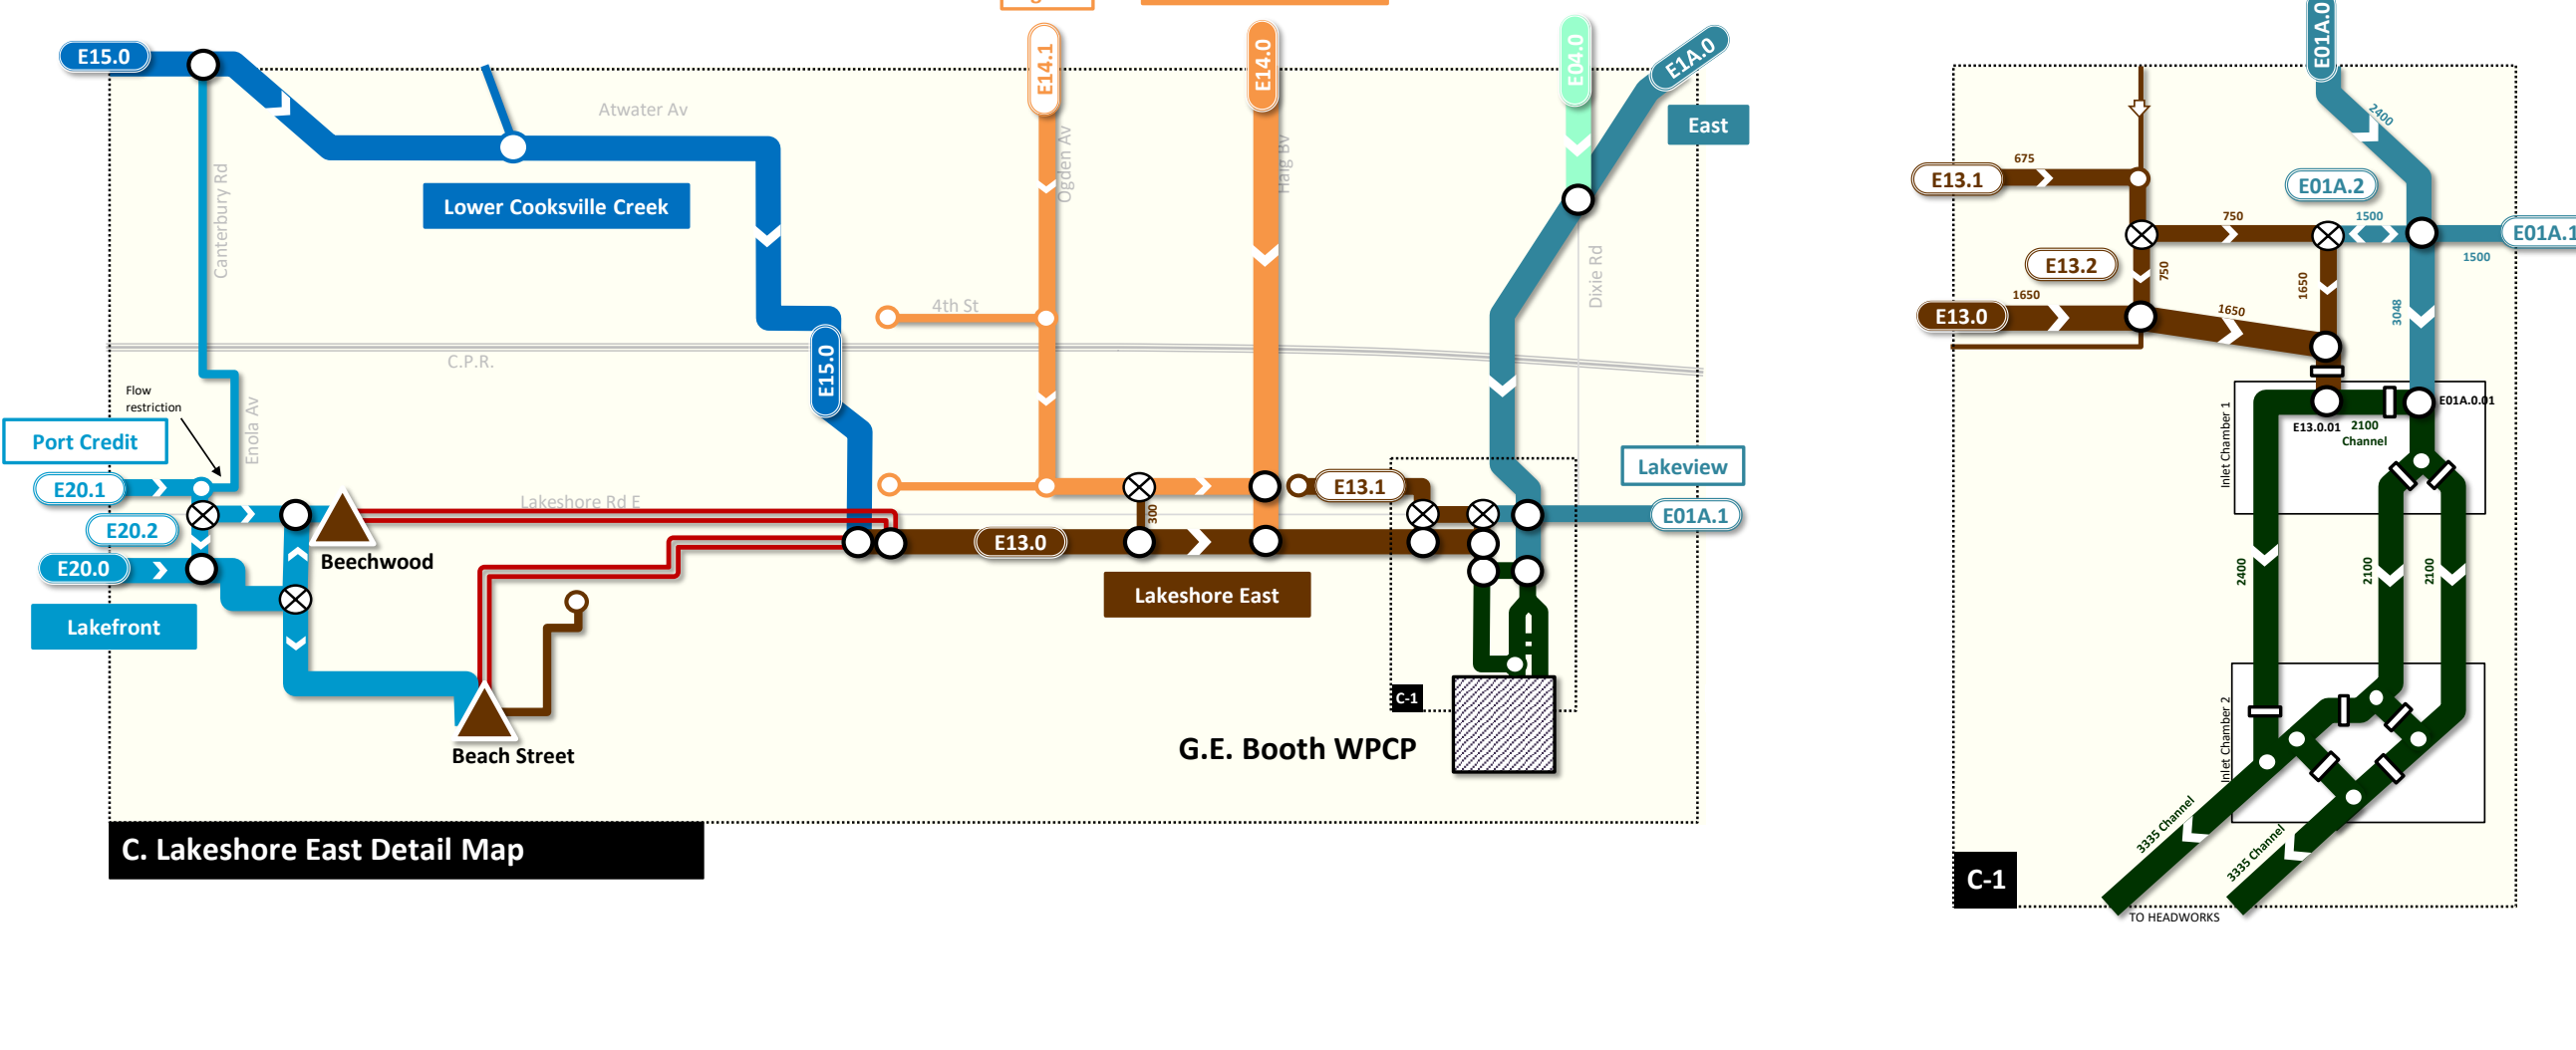 E15.0
Atwater Av
Canterbury Rd
Lower Cooksville Creek
E14.1
Ogden Av
E14.0
Haig Bv
E04.0
E1A.0
East
Dixie Rd
4th St
C.P.R.
E15.0
Flow
restriction
Enola Av
Port Credit
E20.1
E20.2
E20.0
Lakefront
Beechwood
Lakeshore Rd E
Beach Street
E13.0
300
E13.1
Lakeshore East
Lakeview
E01A.1
C-1
G.E. Booth WPCP
C. Lakeshore East Detail Map
E01A.0
2400
675
E13.1
E01A.2
750
1500
E01A.1
1500
E13.2
750
1650
E13.0
1650
1650
3048
Inlet Chamber 1
E01A.0.01
E13.0.01
2100
Channel
2400
2100
2100
Inlet Chamber 2
3335 Channel
3335 Channel
C-1
TO HEADWORKS